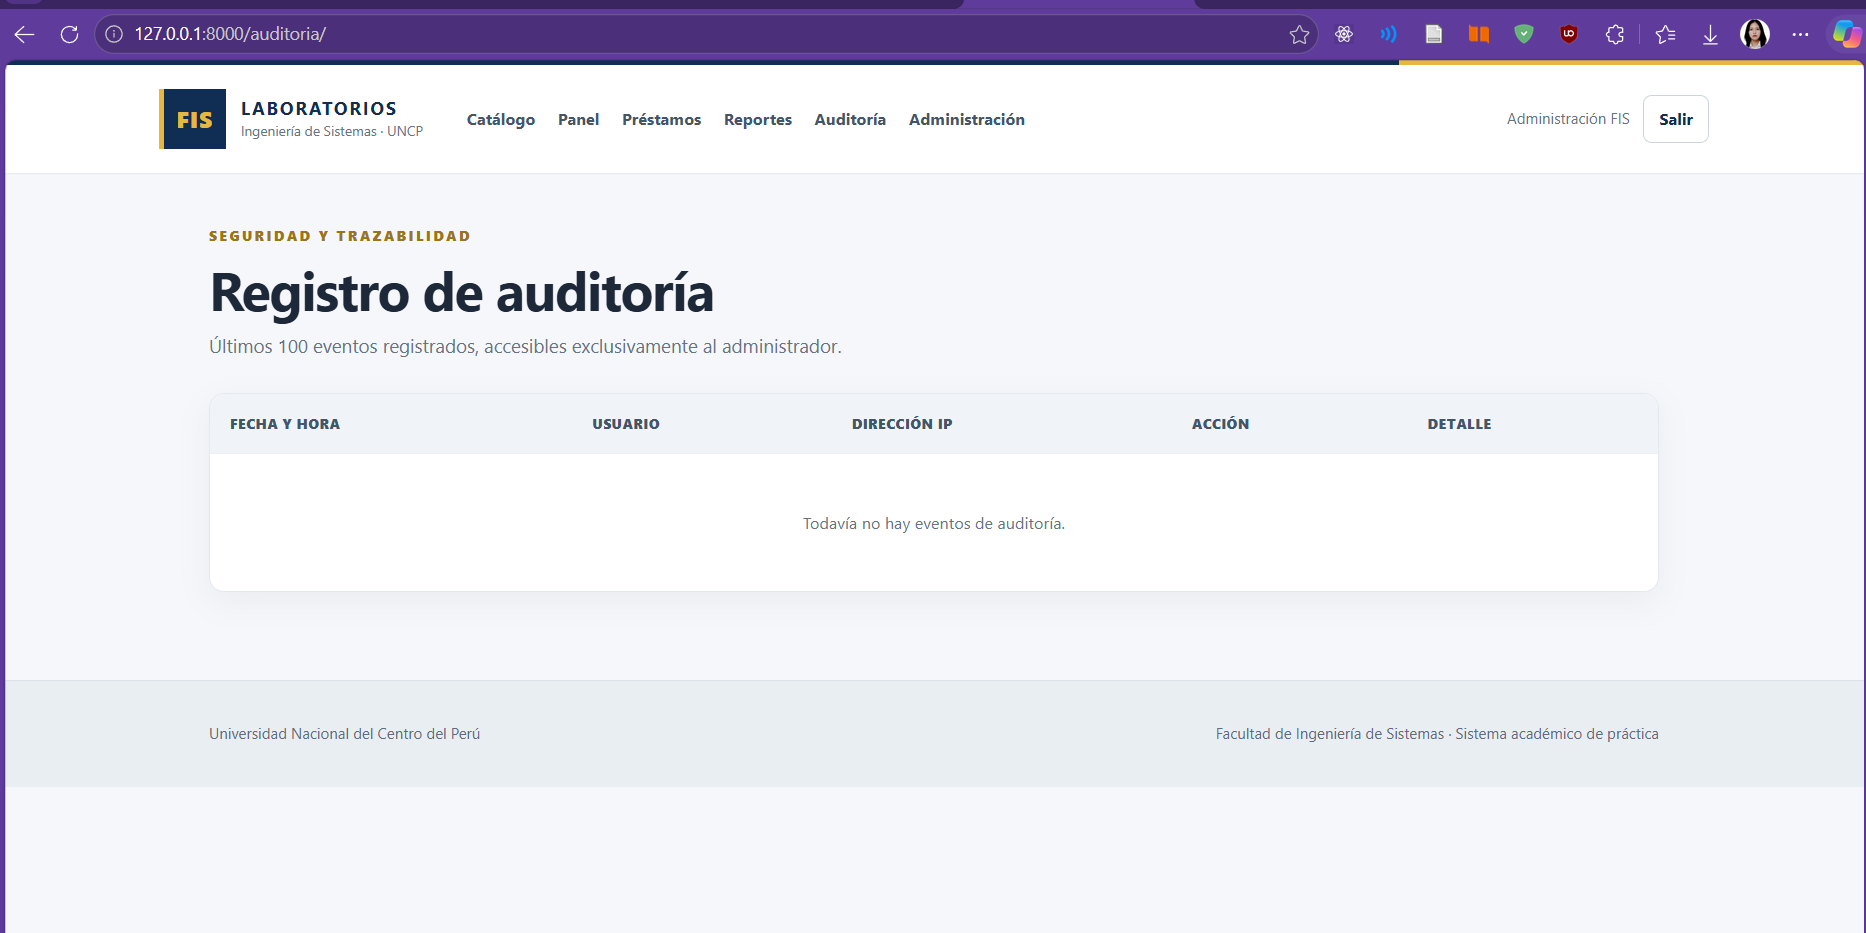 127.0.0.1:8000/auditoria/
FIS
LABORATORIOS
Ingeniería de Sistemas · UNCP
Catálogo Panel Préstamos Reportes Auditoría Administración
Administración FIS
Salir
SEGURIDAD Y TRAZABILIDAD
Registro de auditoría
Últimos 100 eventos registrados, accesibles exclusivamente al administrador.
FECHA Y HORA USUARIO DIRECCIÓN IP ACCIÓN DETALLE
Todavía no hay eventos de auditoría.
Universidad Nacional del Centro del Perú
Facultad de Ingeniería de Sistemas · Sistema académico de práctica